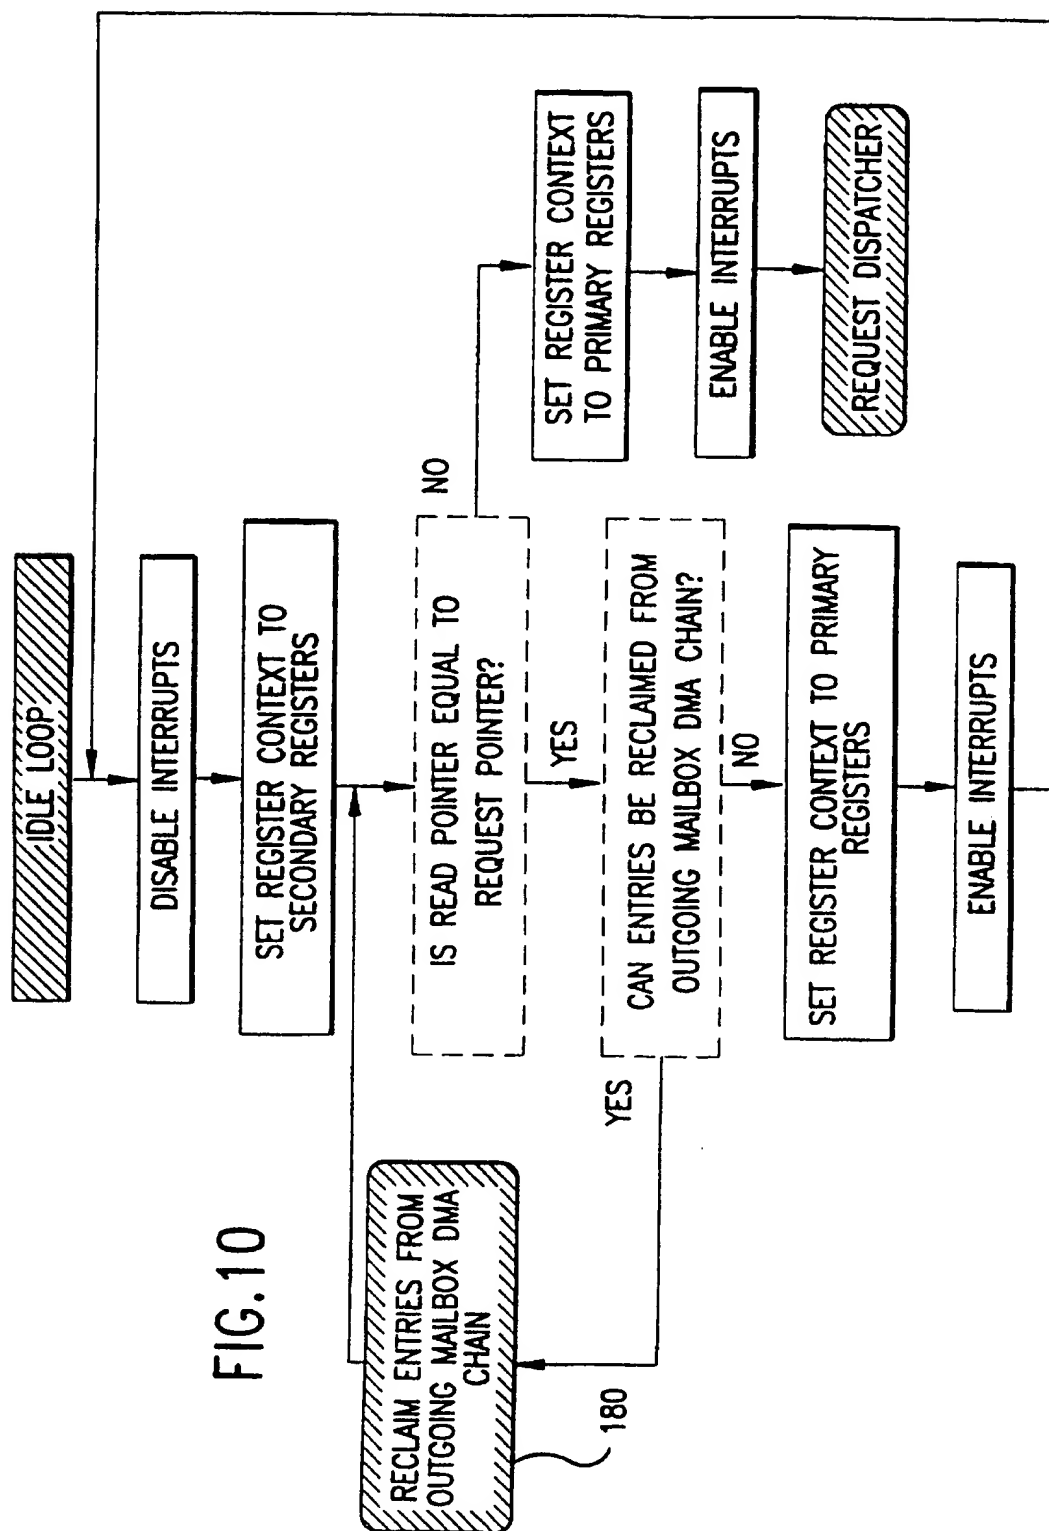 FIG.10
IDLE LOOP
DISABLE INTERRUPTS
SET REGISTER CONTEXT TO
SECONDARY REGISTERS
IS READ POINTER EQUAL TO
REQUEST POINTER?
NO
SET REGISTER CONTEXT
TO PRIMARY REGISTERS
ENABLE INTERRUPTS
REQUEST DISPATCHER
YES
CAN ENTRIES BE RECLAIMED FROM
OUTGOING MAILBOX DMA CHAIN?
YES
RECLAIM ENTRIES FROM
OUTGOING MAILBOX DMA
CHAIN
180
NO
SET REGISTER CONTEXT TO PRIMARY
REGISTERS
ENABLE INTERRUPTS